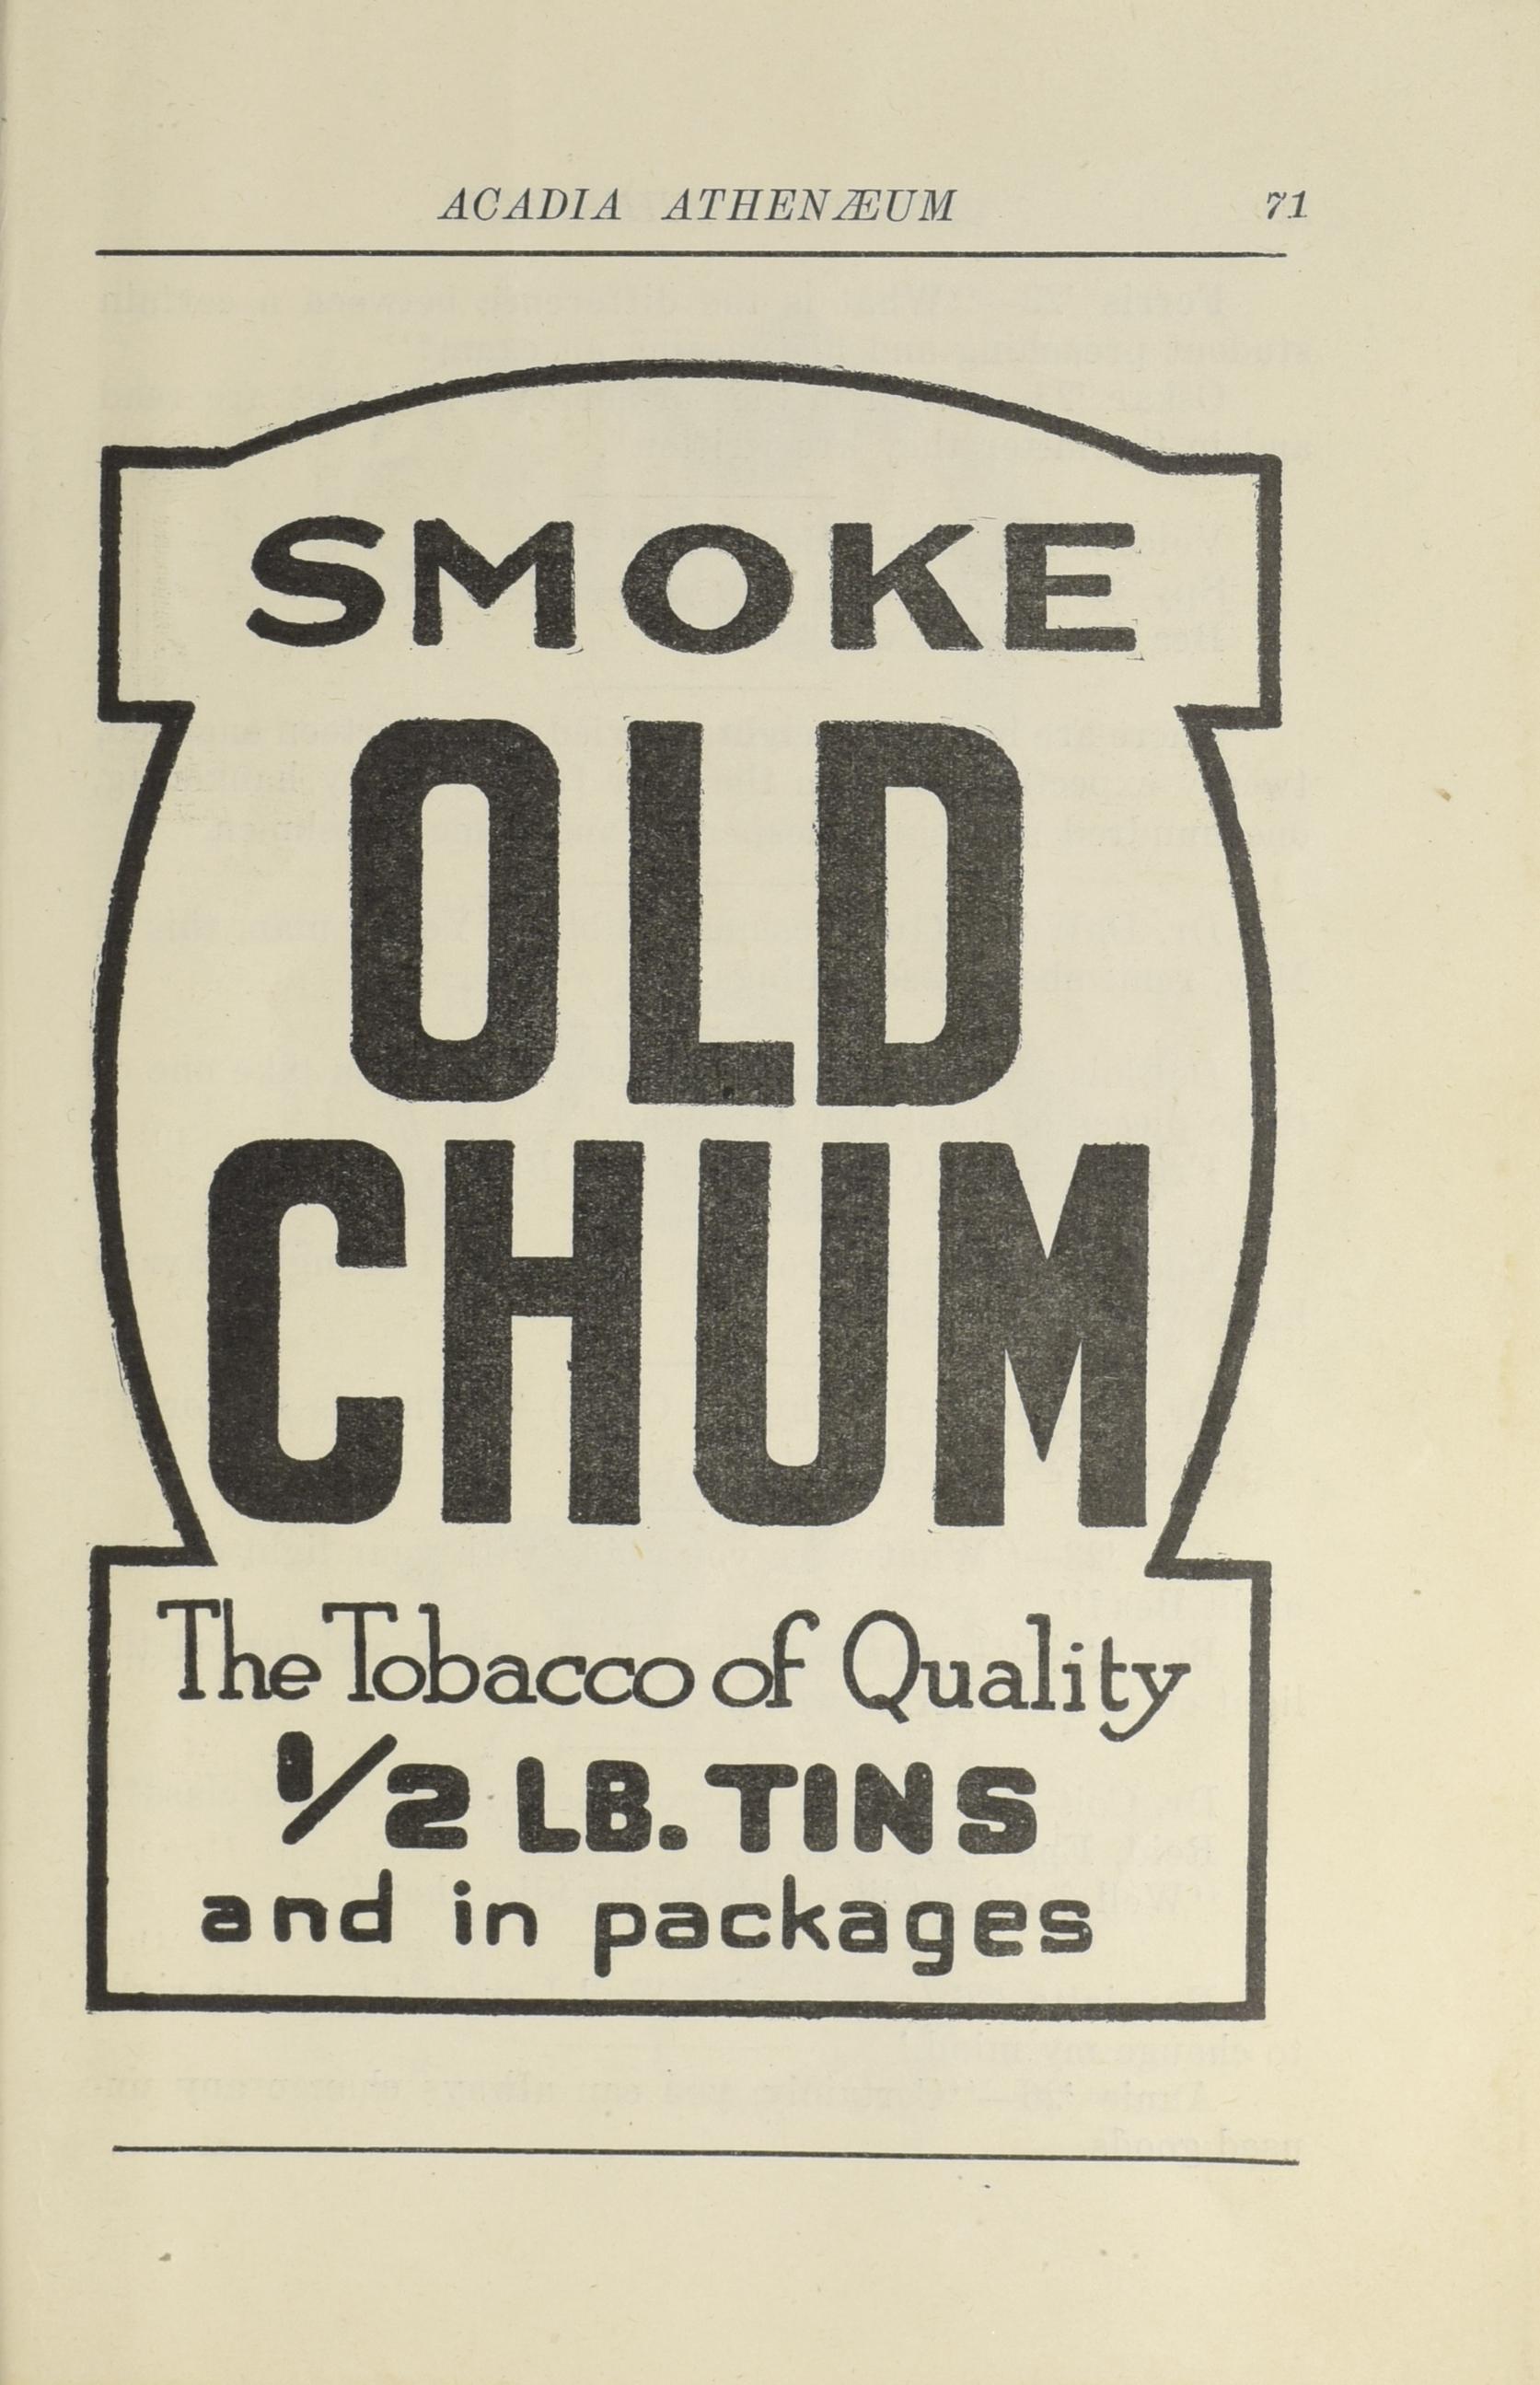 ACADIA ATHENÆUM 71
SMOKE
OLD
CHUM
The Tobacco of Quality
1/2 LB. TINS
and in packages